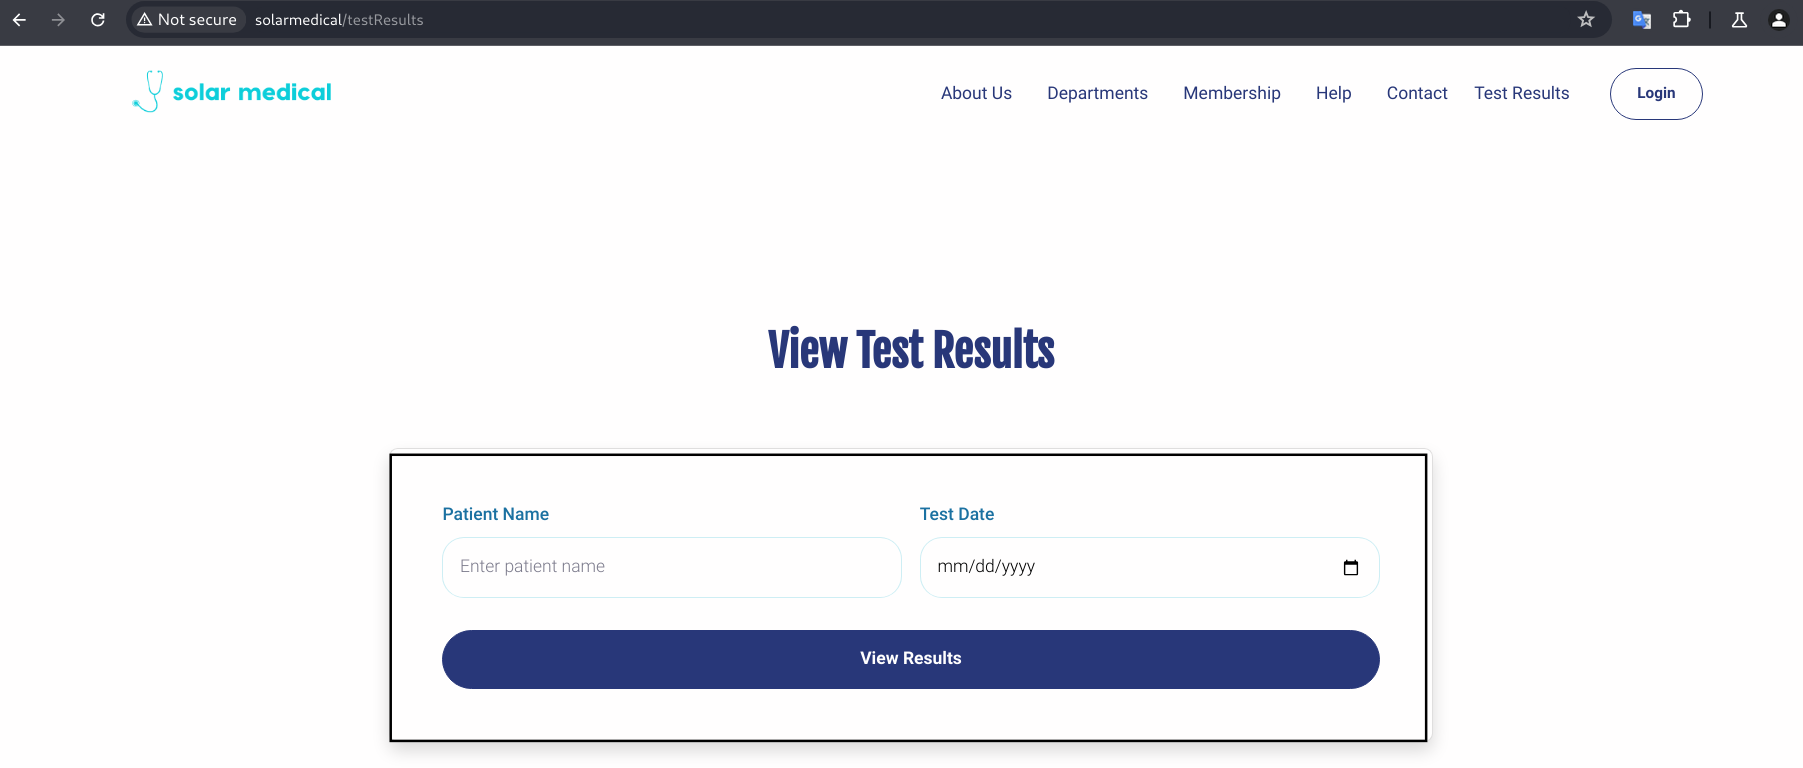 Not secure solarmedical/testResults
solar medical About Us Departments Membership Help Contact Test Results Login
View Test Results
Patient Name Test Date
Enter patient name mm/dd/yyyy
View Results